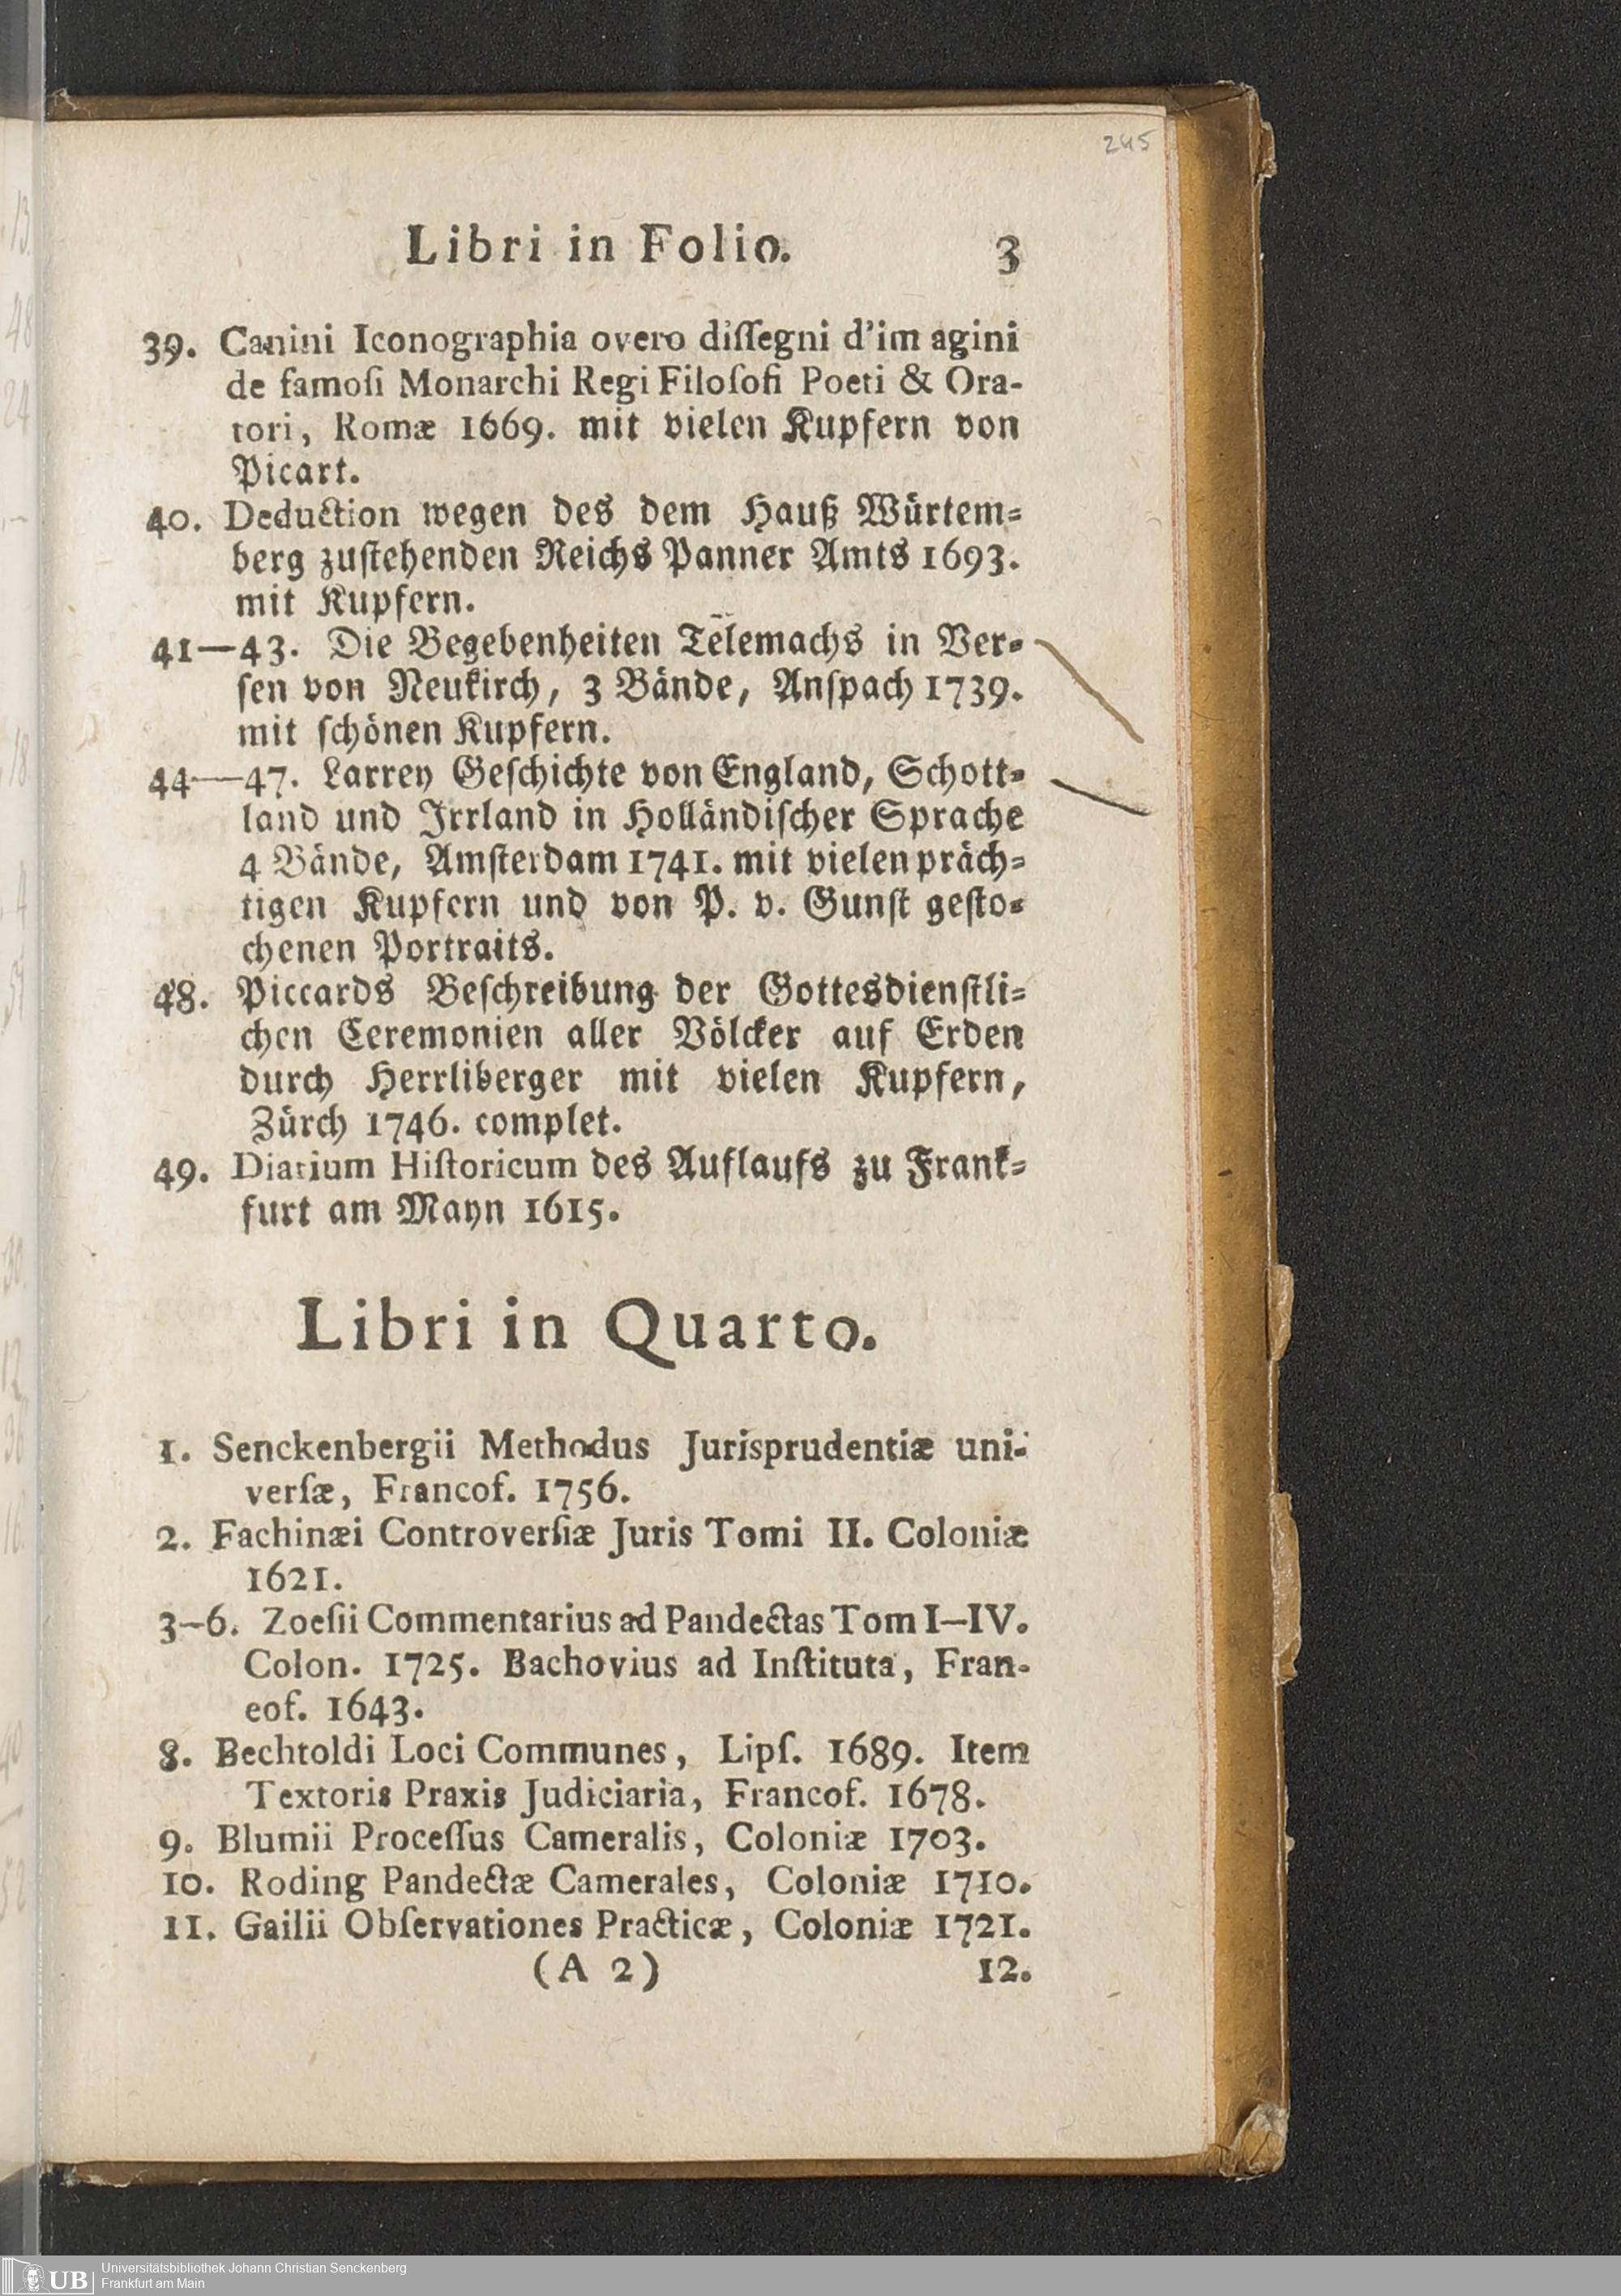 245
Libri in Folio. 3
39. Canini Iconographia overo diſſegni d'im agini
de famoſi Monarchi Regi Filoſofi Poeti & Ora-
tori, Romæ 1669. mit vielen Kupfern von
Picart.
40. Deduction wegen des dem Hauß Würtem-
berg zuſtehenden Reichs Panner Amts 1693.
mit Kupfern.
41—43. Die Begebenheiten Telemachs in Ver-
ſen von Neukirch, 3 Bände, Anſpach 1739.
mit ſchönen Kupfern.
44—47. Larrey Geſchichte von England, Schott-
land und Irrland in Holländiſcher Sprache
4 Bände, Amſterdam 1741. mit vielen präch-
tigen Kupfern und von P. v. Gunſt geſto-
chenen Portraits.
48. Piccards Beſchreibung der Gottesdienſtli-
chen Ceremonien aller Völcker auf Erden
durch Herrliberger mit vielen Kupfern,
Zürch 1746. complet.
49. Diarium Hiſtoricum des Auflaufs zu Frank-
furt am Mayn 1615.
Libri in Quarto.
1. Senckenbergii Methodus Jurisprudentiæ uni-
verſæ, Francof. 1756.
2. Fachinæi Controverſiæ Juris Tomi II. Coloniæ
1621.
3–6. Zoeſii Commentarius ad Pandectas Tom I–IV.
Colon. 1725. Bachovius ad Inſtituta, Fran-
eof. 1643.
8. Bechtoldi Loci Communes, Lipſ. 1689. Item
Textoris Praxis Judiciaria, Francof. 1678.
9. Blumii Proceſſus Cameralis, Coloniæ 1703.
10. Roding Pandectæ Camerales, Coloniæ 1710.
11. Gailii Obſervationes Practicæ, Coloniæ 1721.
(A 2) 12.
UB Universitätsbibliothek Johann Christian Senckenberg
Frankfurt am Main